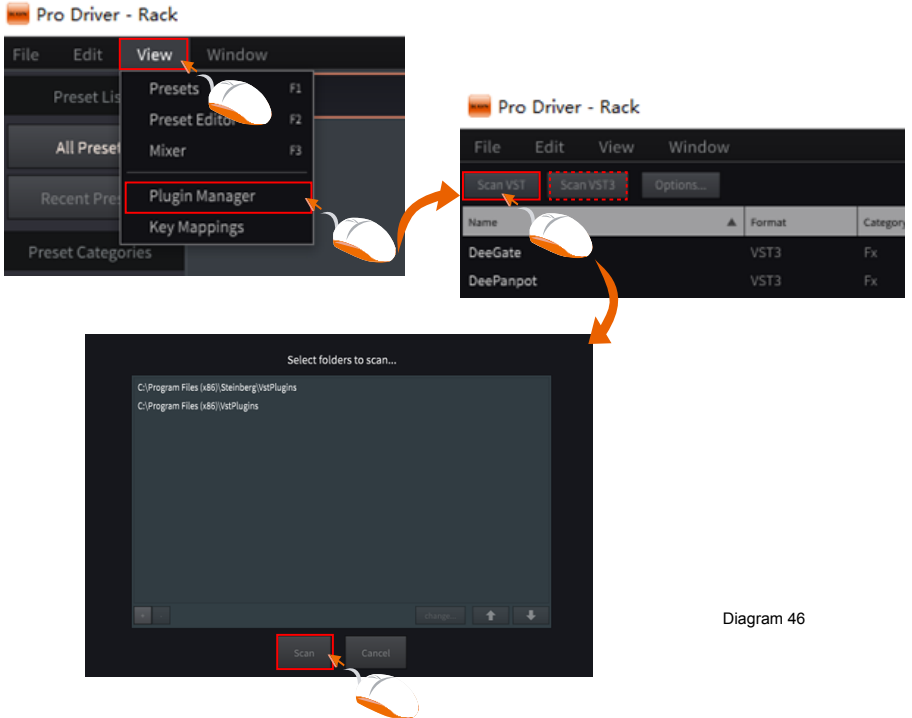 Pro Driver - Rack
File Edit View Window
Preset Lis
Presets F1
Preset Editor F2
All Preset
Mixer F3
Recent Pre
Plugin Manager
Key Mappings
Preset Categories
Pro Driver - Rack
File Edit View Window
Scan VST Scan VST3 Options...
Name Format Category
DeeGate VST3 Fx
DeePanpot VST3 Fx
Select folders to scan...
C:\Program Files (x86)\Steinberg\VstPlugins
C:\Program Files (x86)\VstPlugins
+ - change...
Scan Cancel
Diagram 46